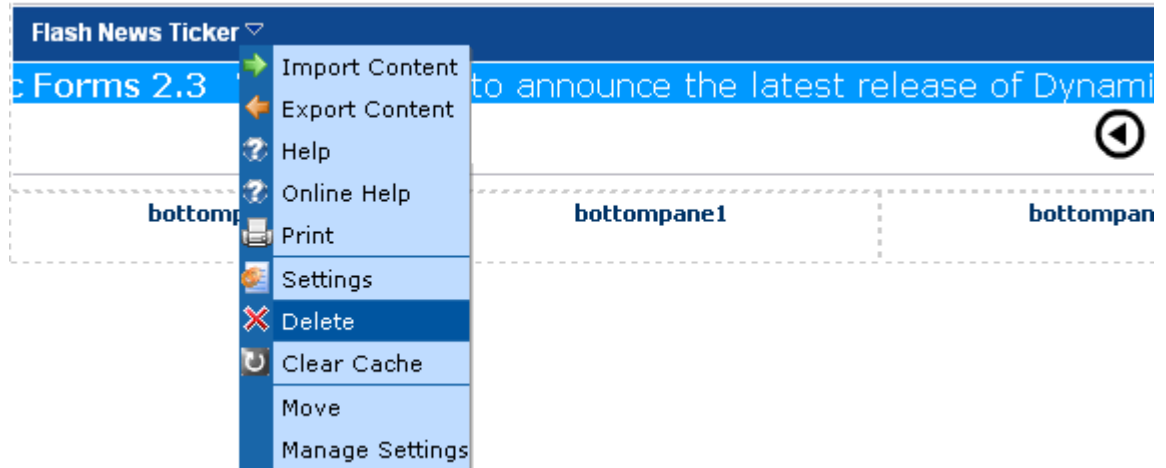 Flash News Ticker
Import Content
c Forms 2.3 to announce the latest release of Dynami
Export Content
Help
Online Help
bottomp bottompane1 bottompan
Print
Settings
Delete
Clear Cache
Move
Manage Settings